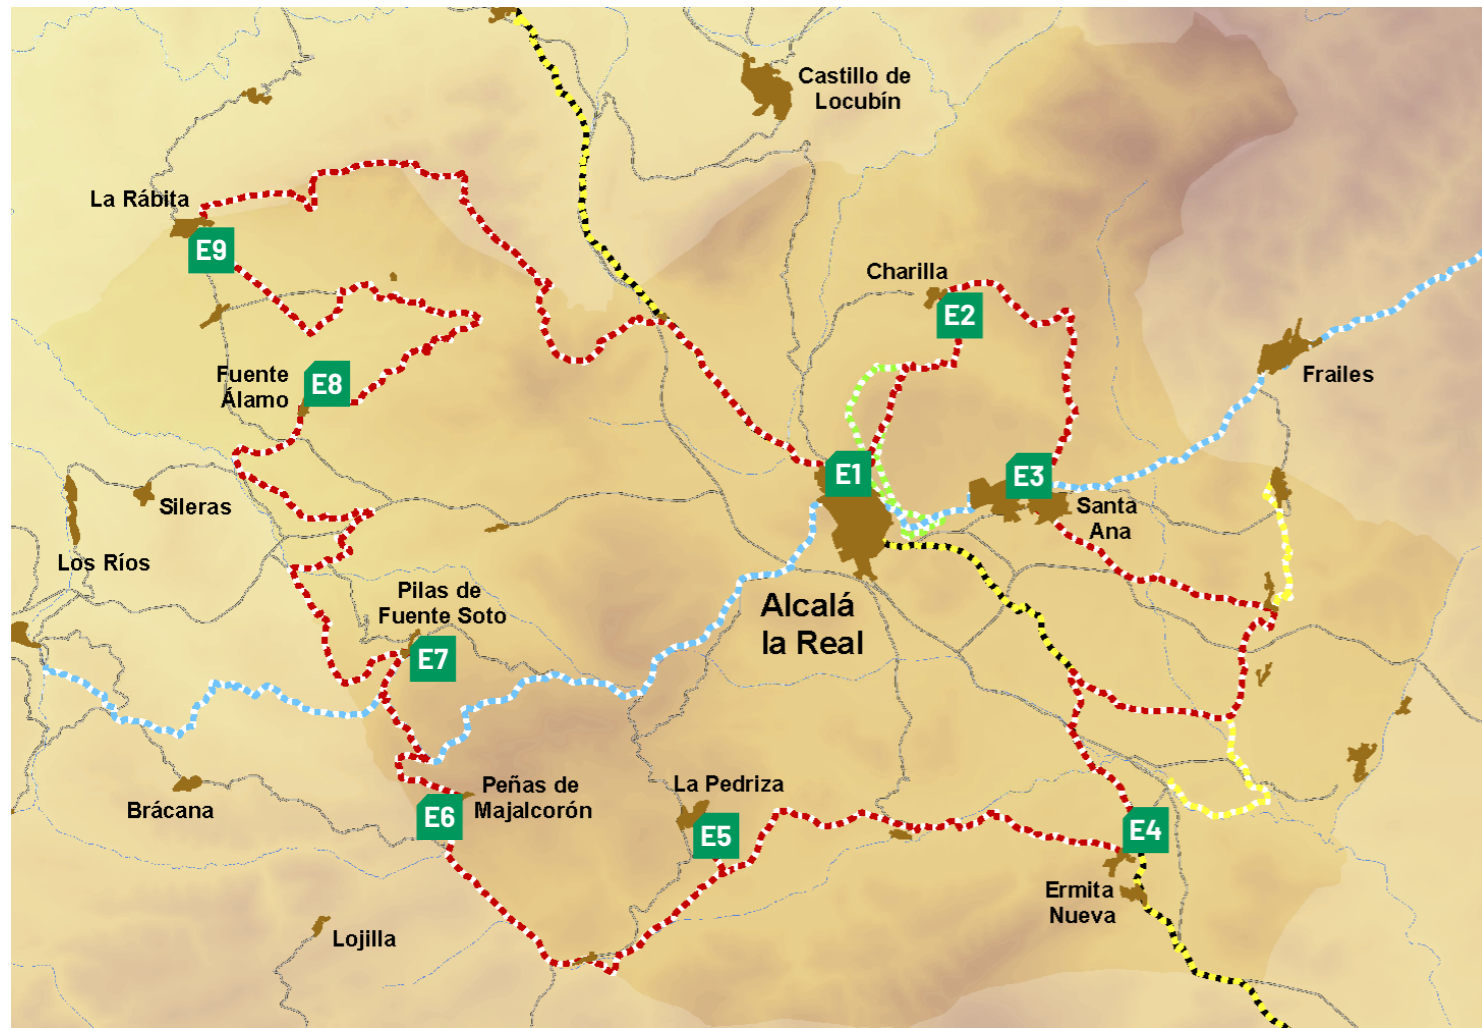 Castillo de
Locubín
La Rábita
E9
Charilla
E2
Frailes
Fuente
Álamo
E8
E1
E3
Santa
Ana
Sileras
Los Ríos
Pilas de
Fuente Soto
E7
Alcalá
la Real
Brácana
Peñas de
Majalcorón
E6
La Pedriza
E5
E4
Ermita
Nueva
Lojilla